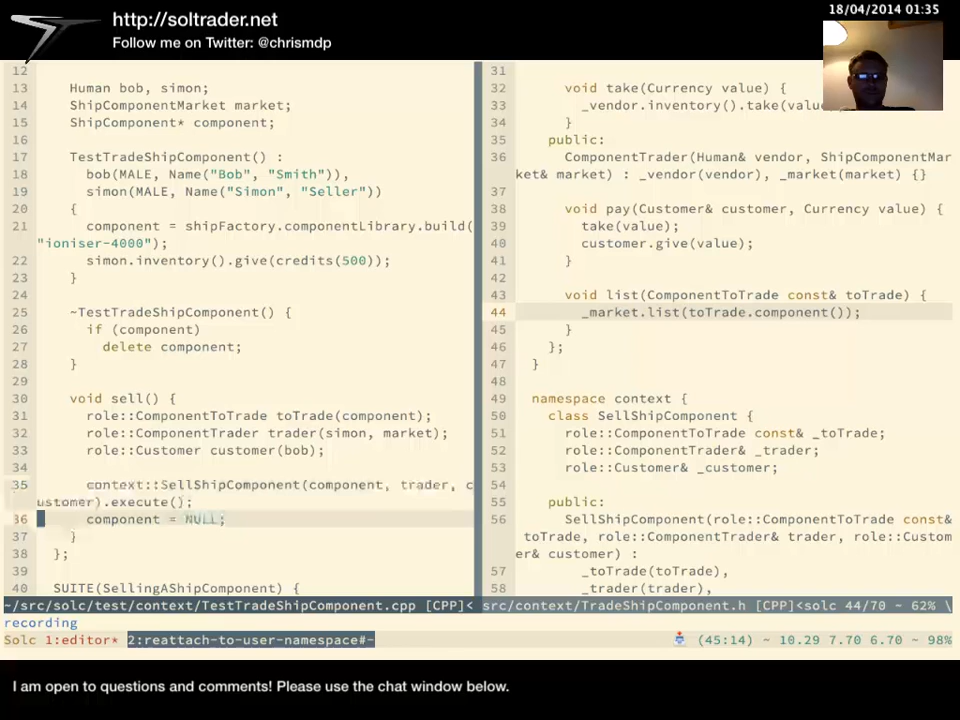 http://soltrader.net
Follow me on Twitter: @chrismdp
18/04/2014 01:35
12
13 Human bob, simon;
14 ShipComponentMarket market;
15 ShipComponent* component;
16
17 TestTradeShipComponent() :
18 bob(MALE, Name("Bob", "Smith")),
19 simon(MALE, Name("Simon", "Seller"))
20 {
21 component = shipFactory.componentLibrary.build(
"ioniser-4000");
22 simon.inventory().give(credits(500));
23 }
24
25 ~TestTradeShipComponent() {
26 if (component)
27 delete component;
28 }
29
30 void sell() {
31 role::ComponentToTrade toTrade(component);
32 role::ComponentTrader trader(simon, market);
33 role::Customer customer(bob);
34
35 context::SellShipComponent(component, trader, c
ustomer).execute();
36 component = NULL;
37 }
38 };
39
40 SUITE(SellingAShipComponent) {
31
32 void take(Currency value) {
33 _vendor.inventory().take(valu
34 }
35 public:
36 ComponentTrader(Human& vendor, ShipComponentMar
ket& market) : _vendor(vendor), _market(market) {}
37
38 void pay(Customer& customer, Currency value) {
39 take(value);
40 customer.give(value);
41 }
42
43 void list(ComponentToTrade const& toTrade) {
44 _market.list(toTrade.component());
45 }
46 };
47 }
48
49 namespace context {
50 class SellShipComponent {
51 role::ComponentToTrade const& _toTrade;
52 role::ComponentTrader& _trader;
53 role::Customer& _customer;
54
55 public:
56 SellShipComponent(role::ComponentToTrade const&
toTrade, role::ComponentTrader& trader, role::Custom
er& customer) :
57 _toTrade(toTrade),
58 _trader(trader),
~/src/solc/test/context/TestTradeShipComponent.cpp [CPP]< src/context/TradeShipComponent.h [CPP]<solc 44/70 ~ 62% \
recording
Solc 1:editor* 2:reattach-to-user-namespace#- (45:14) ~ 10.29 7.70 6.70 ~ 98%
I am open to questions and comments! Please use the chat window below.